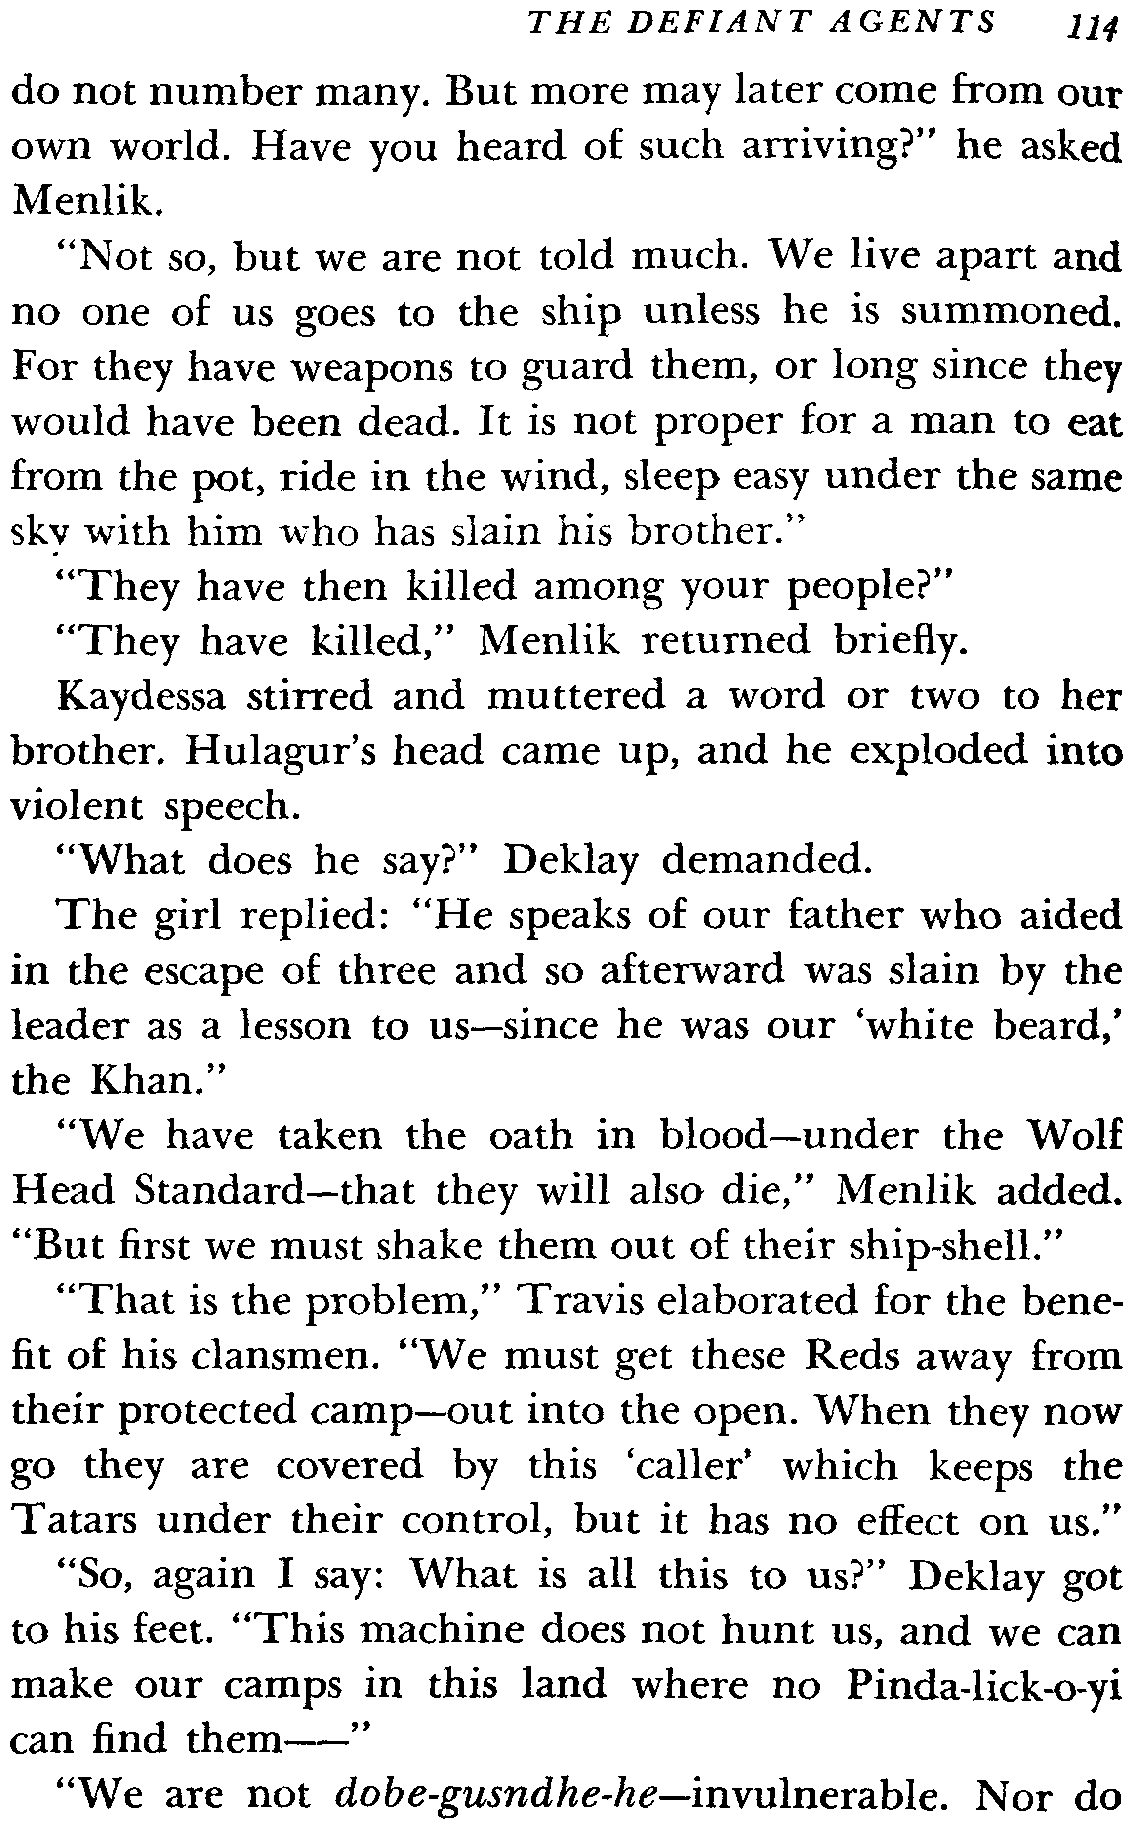 THE DEFIANT AGENTS 114
do not number many. But more may later come from our
own world. Have you heard of such arriving?" he asked
Menlik.
"Not so, but we are not told much. We live apart and
no one of us goes to the ship unless he is summoned.
For they have weapons to guard them, or long since they
would have been dead. It is not proper for a man to eat
from the pot, ride in the wind, sleep easy under the same
sky with him who has slain his brother."
"They have then killed among your people?"
"They have killed," Menlik returned briefly.
Kaydessa stirred and muttered a word or two to her
brother. Hulagur's head came up, and he exploded into
violent speech.
"What does he say?" Deklay demanded.
The girl replied: "He speaks of our father who aided
in the escape of three and so afterward was slain by the
leader as a lesson to us—since he was our 'white beard,'
the Khan."
"We have taken the oath in blood—under the Wolf
Head Standard—that they will also die," Menlik added.
"But first we must shake them out of their ship-shell."
"That is the problem," Travis elaborated for the bene-
fit of his clansmen. "We must get these Reds away from
their protected camp—out into the open. When they now
go they are covered by this 'caller' which keeps the
Tatars under their control, but it has no effect on us."
"So, again I say: What is all this to us?" Deklay got
to his feet. "This machine does not hunt us, and we can
make our camps in this land where no Pinda-lick-o-yi
can find them——"
"We are not dobe-gusndhe-he—invulnerable. Nor do